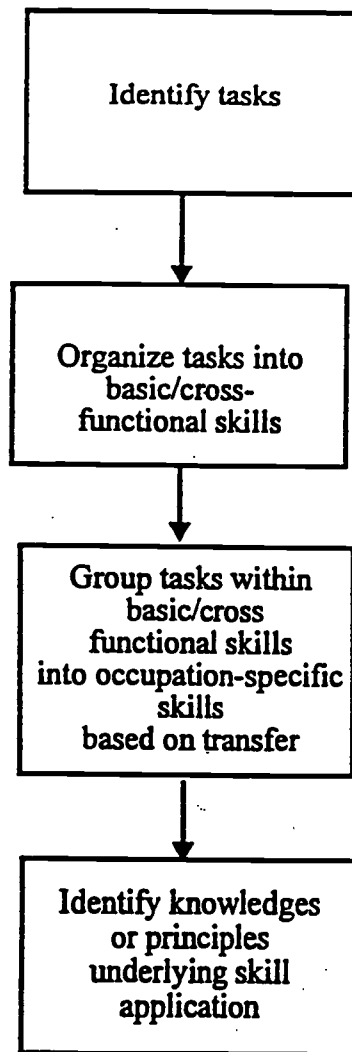 Identify tasks
Organize tasks into
basic/cross-
functional skills
Group tasks within
basic/cross
functional skills
into occupation-specific
skills
based on transfer
Identify knowledges
or principles
underlying skill
application